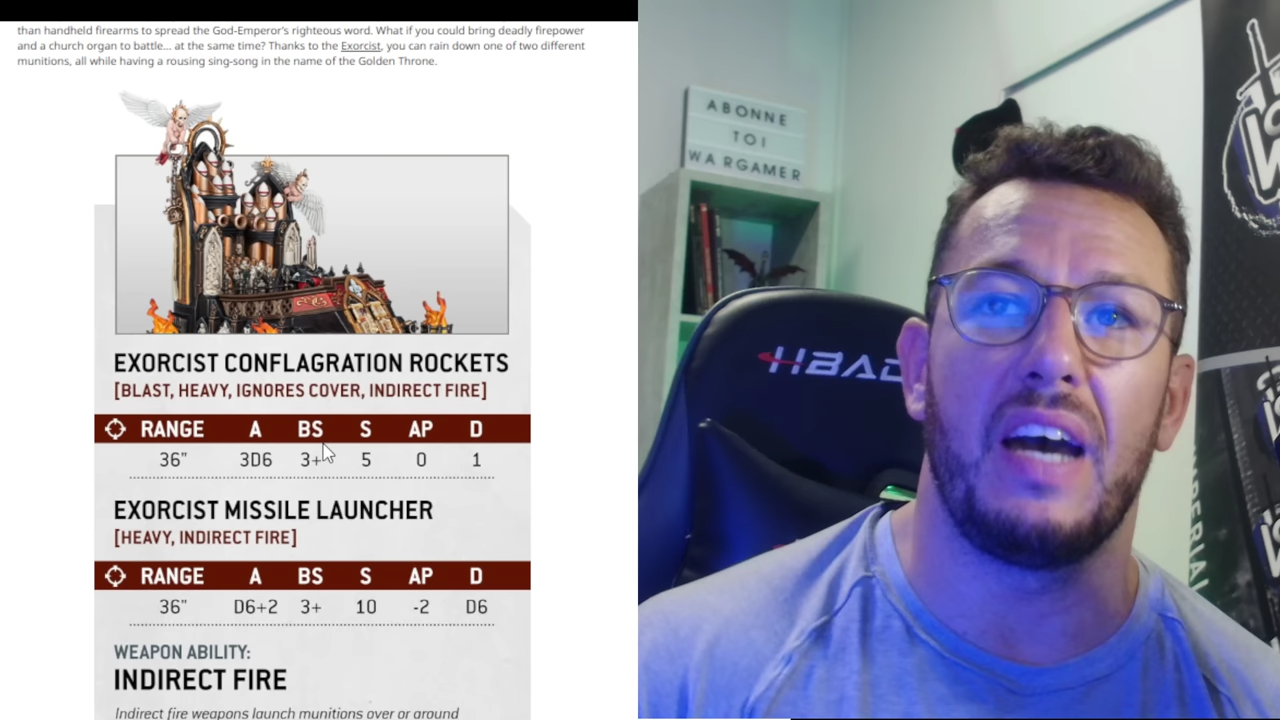 than handheld firearms to spread the God-Emperor's righteous word. What if you could bring deadly firepower
and a church organ to battle... at the same time? Thanks to the Exorcist, you can rain down one of two different
munitions, all while having a rousing sing-song in the name of the Golden Throne.
EXORCIST CONFLAGRATION ROCKETS
[BLAST, HEAVY, IGNORES COVER, INDIRECT FIRE]
RANGE A BS S AP D
36" 3D6 3+ 5 0 1
EXORCIST MISSILE LAUNCHER
[HEAVY, INDIRECT FIRE]
RANGE A BS S AP D
36" D6+2 3+ 10 -2 D6
WEAPON ABILITY:
INDIRECT FIRE
Indirect fire weapons launch munitions over or around
ABONNE
TOI
WARGAMER
HBAD